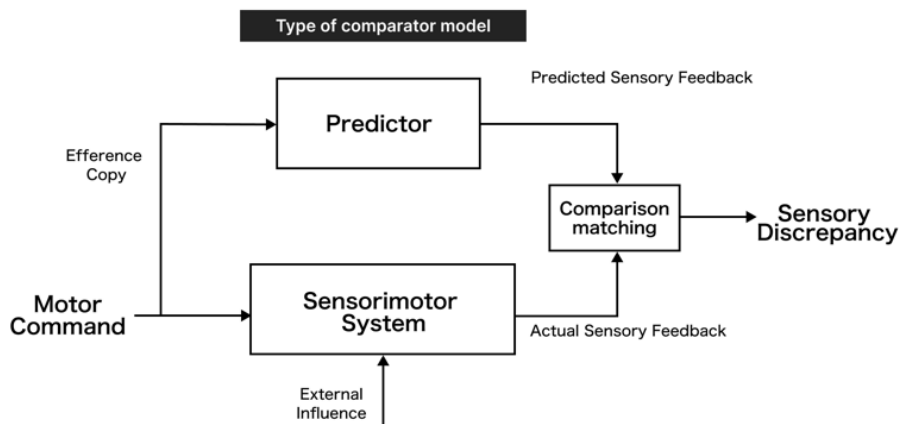 Type of comparator model
Predicted Sensory Feedback
Predictor
Efference
Copy
Comparison
matching
Sensory
Discrepancy
Sensorimotor
System
Motor
Command
Actual Sensory Feedback
External
Influence